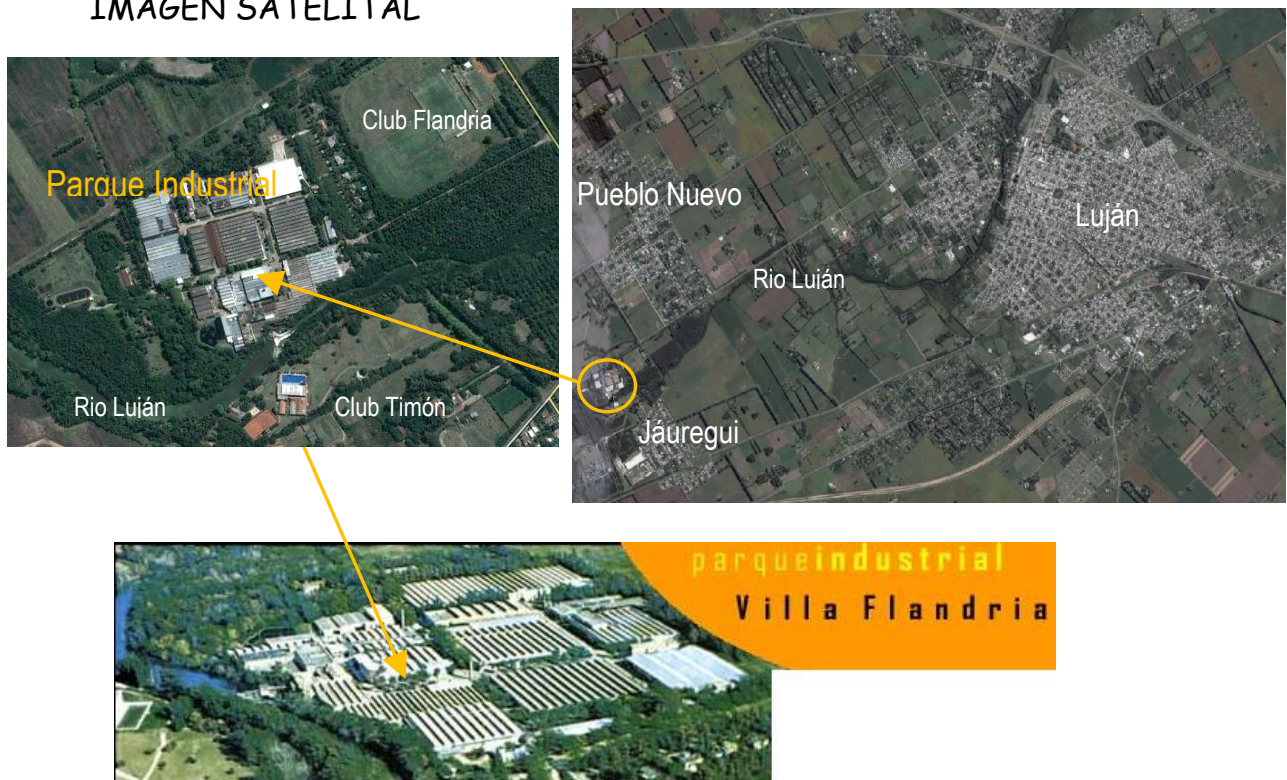 IMAGEN SATELITAL
Club Flandria
Parque Industrial
Rio Luján
Club Timón
Pueblo Nuevo
Luján
Rio Luján
Jáuregui
parqueindustrial
Villa Flandria